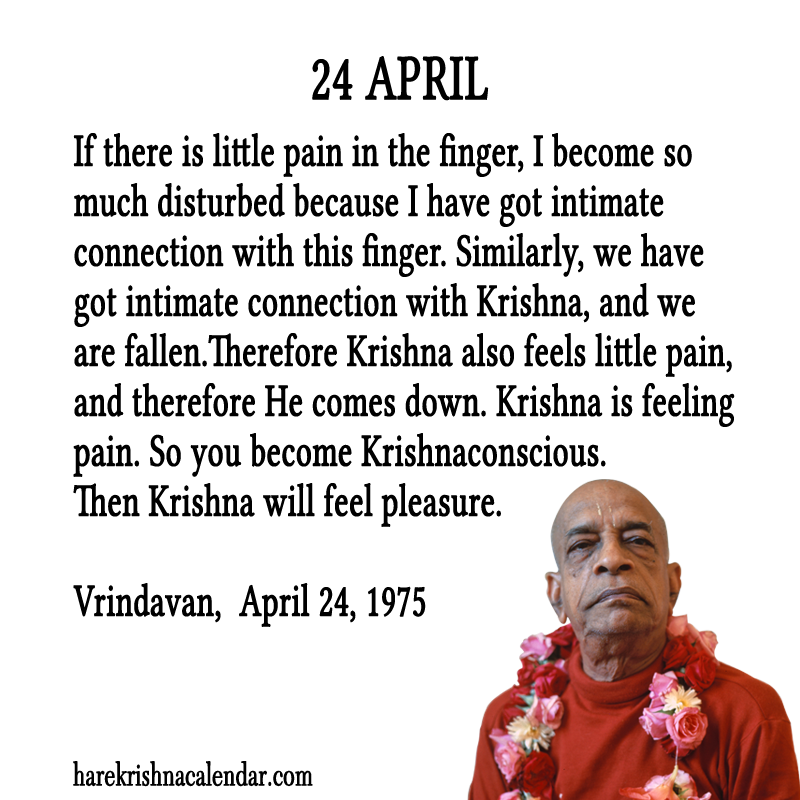 24 APRIL
If there is little pain in the finger, I become so
much disturbed because I have got intimate
connection with this finger. Similarly, we have
got intimate connection with Krishna, and we
are fallen.Therefore Krishna also feels little pain,
and therefore He comes down. Krishna is feeling
pain. So you become Krishnaconscious.
Then Krishna will feel pleasure.
Vrindavan,  April 24, 1975
harekrishnacalendar.com